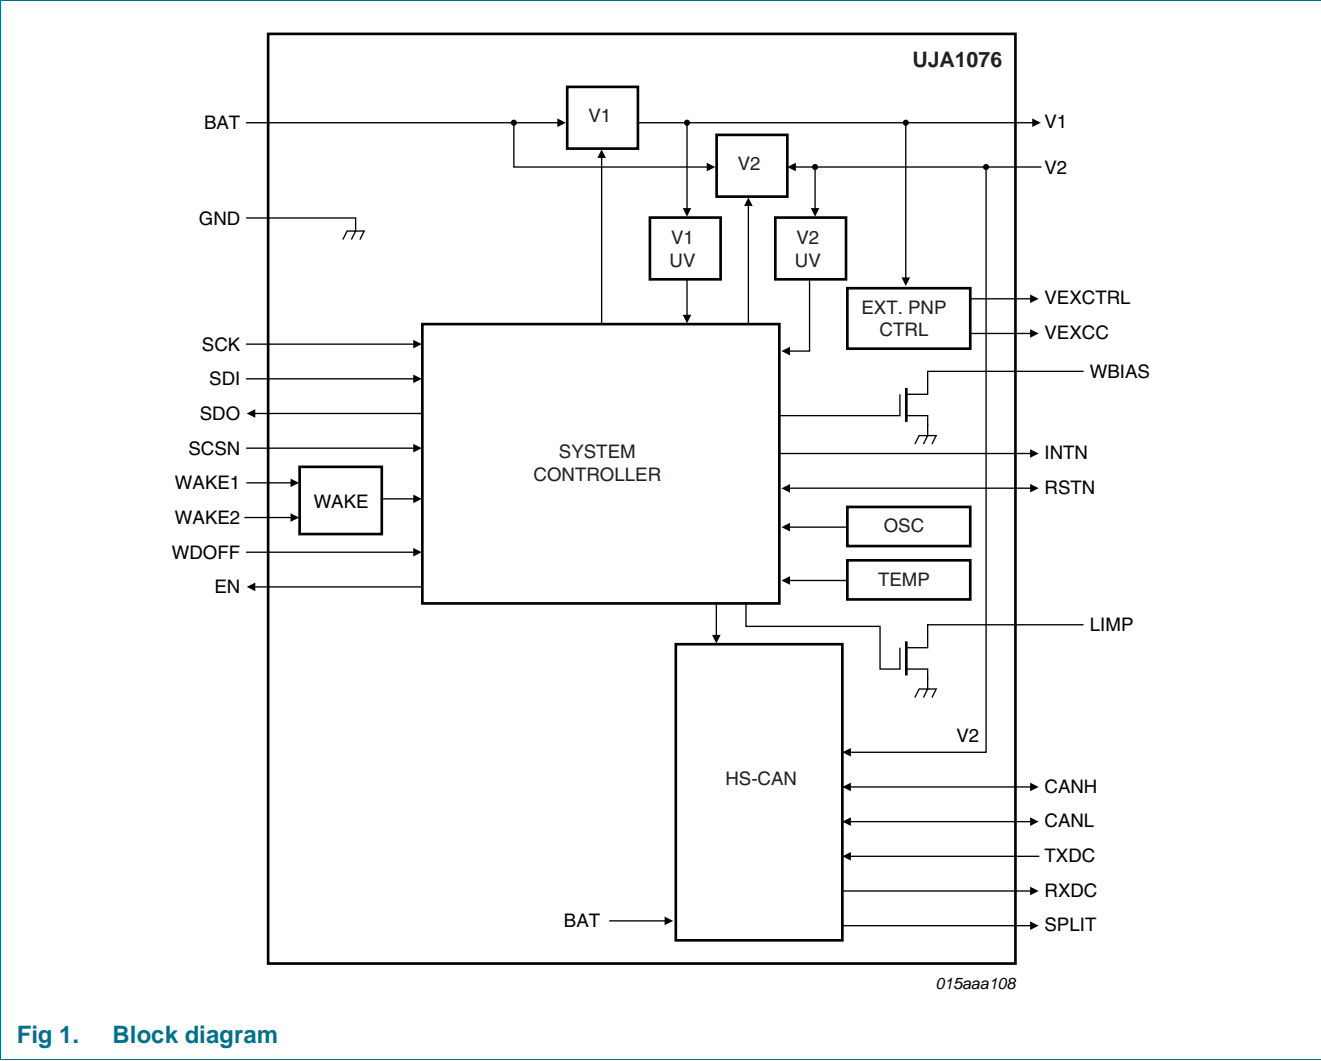 UJA1076
BAT
V1
V1
V2
V2
GND
V1
UV
V2
UV
EXT. PNP
CTRL
VEXCTRL
VEXCC
SCK
SDI
SDO
SCSN
WAKE1
WAKE2
WAKE
WDOFF
EN
SYSTEM
CONTROLLER
WBIAS
INTN
RSTN
OSC
TEMP
LIMP
V2
HS-CAN
CANH
CANL
TXDC
RXDC
SPLIT
BAT
015aaa108
Fig 1. Block diagram